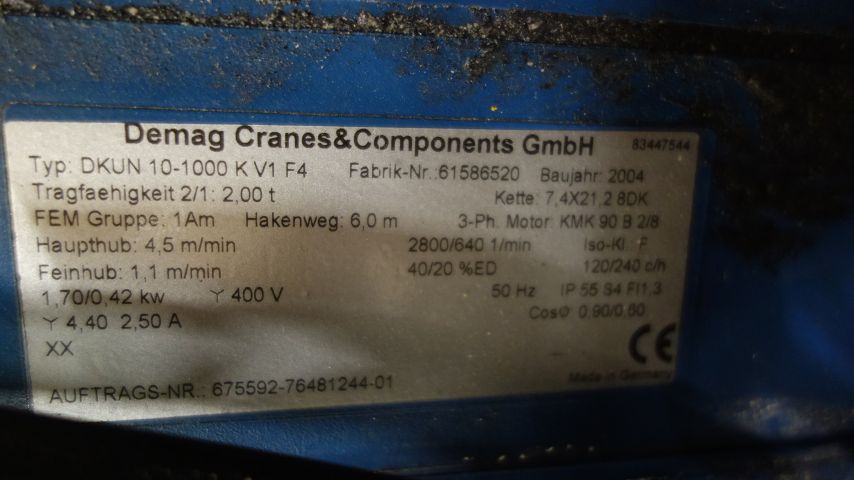 Demag Cranes&Components GmbH 83447544
Typ: DKUN 10-1000 K V1 F4 Fabrik-Nr.:61586520 Baujahr: 2004
Tragfaehigkeit 2/1: 2,00 t Kette: 7,4X21,2 8DK
FEM Gruppe: 1Am Hakenweg: 6,0 m 3-Ph. Motor: KMK 90 B 2/8
Haupthub: 4,5 m/min 2800/640 1/min Iso-Kl. F
Feinhub: 1,1 m/min 40/20 %ED 120/240 c/h
1,70/0,42 kw Y 400 V 50 Hz IP 55 S4 FI1,3
Y 4,40 2,50 A CosΦ 0,90/0,60
XX CE
AUFTRAGS-NR.: 675592-76481244-01 Made in Germany